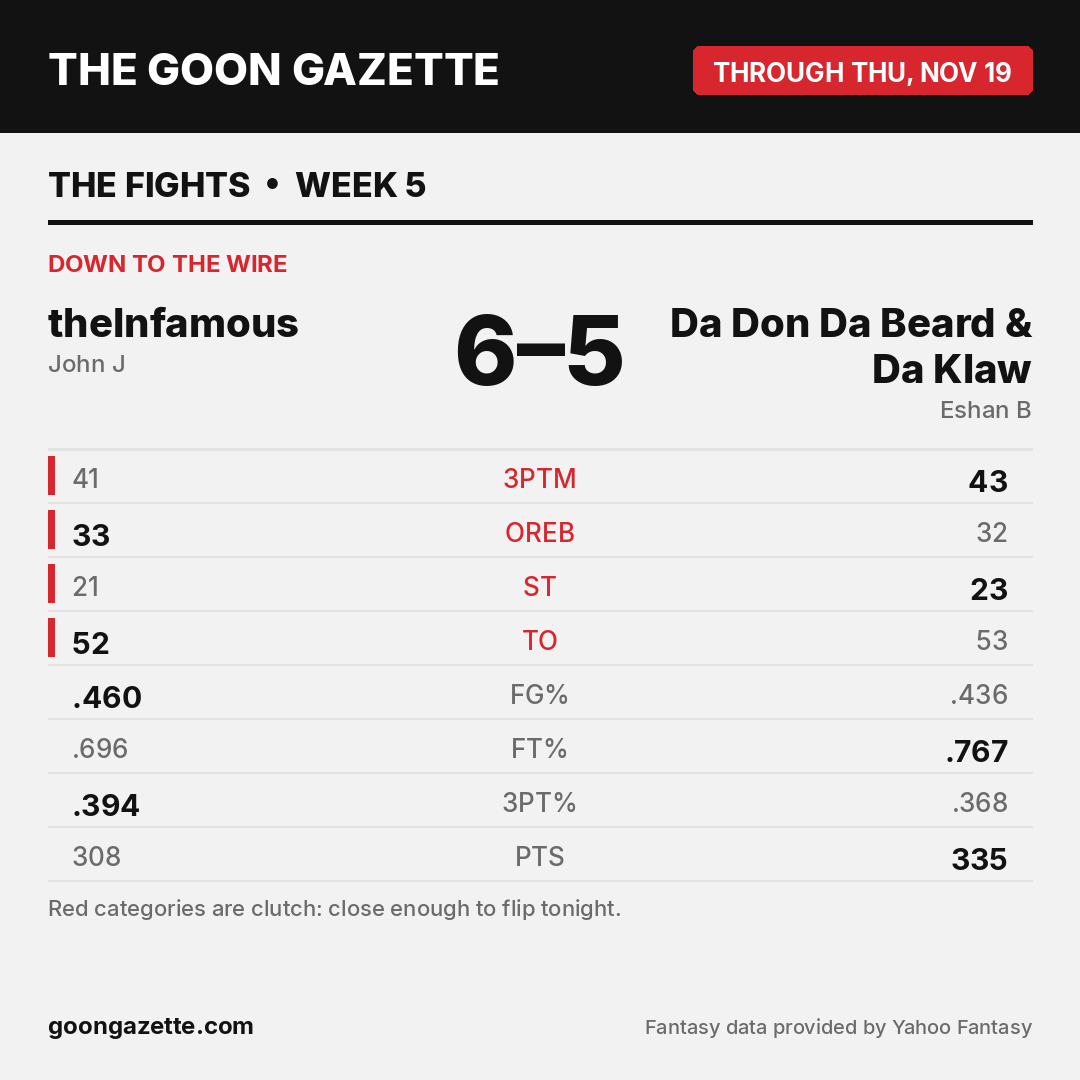 THE GOON GAZETTE
THROUGH THU, NOV 19
THE FIGHTS • WEEK 5
DOWN TO THE WIRE
theInfamous
John J
6–5
Da Don Da Beard &
Da Klaw
Eshan B
41 3PTM 43
33 OREB 32
21 ST 23
52 TO 53
.460 FG% .436
.696 FT% .767
.394 3PT% .368
308 PTS 335
Red categories are clutch: close enough to flip tonight.
goongazette.com
Fantasy data provided by Yahoo Fantasy